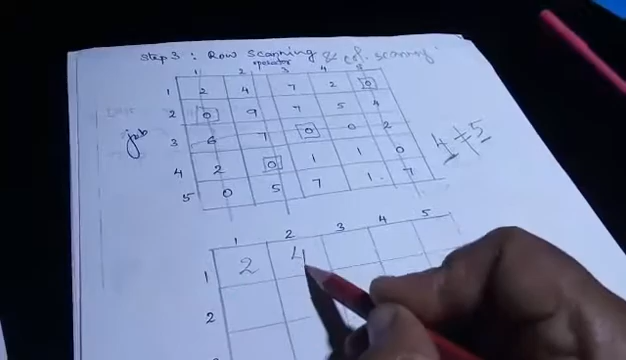 Step 3 : Row Scanning & col. scanning.
operator
1 2 3 4 5
1 2 4 7 2 0
2 0 9 7 5 4
job
3 6 7 0 0 2
4 2 0 1 1 0
5 0 5 7 1 7
4 ≠ 5
1 2 3 4 5
1 2 4
2